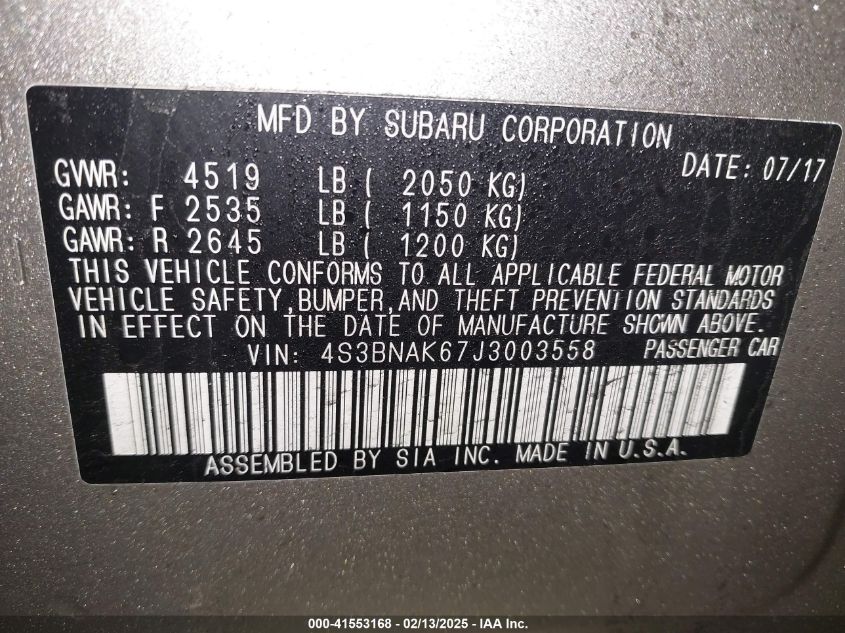 MFD BY SUBARU CORPORATION
DATE: 07/17
GVWR: 4519 LB ( 2050 KG)
GAWR: F 2535 LB ( 1150 KG)
GAWR: R 2645 LB ( 1200 KG)
THIS VEHICLE CONFORMS TO ALL APPLICABLE FEDERAL MOTOR
VEHICLE SAFETY, BUMPER, AND THEFT PREVENTION STANDARDS
IN EFFECT ON THE DATE OF MANUFACTURE SHOWN ABOVE.
VIN: 4S3BNAK67J3003558 PASSENGER CAR
ASSEMBLED BY SIA INC. MADE IN U.S.A.
000-41553168 - 02/13/2025 - IAA Inc.